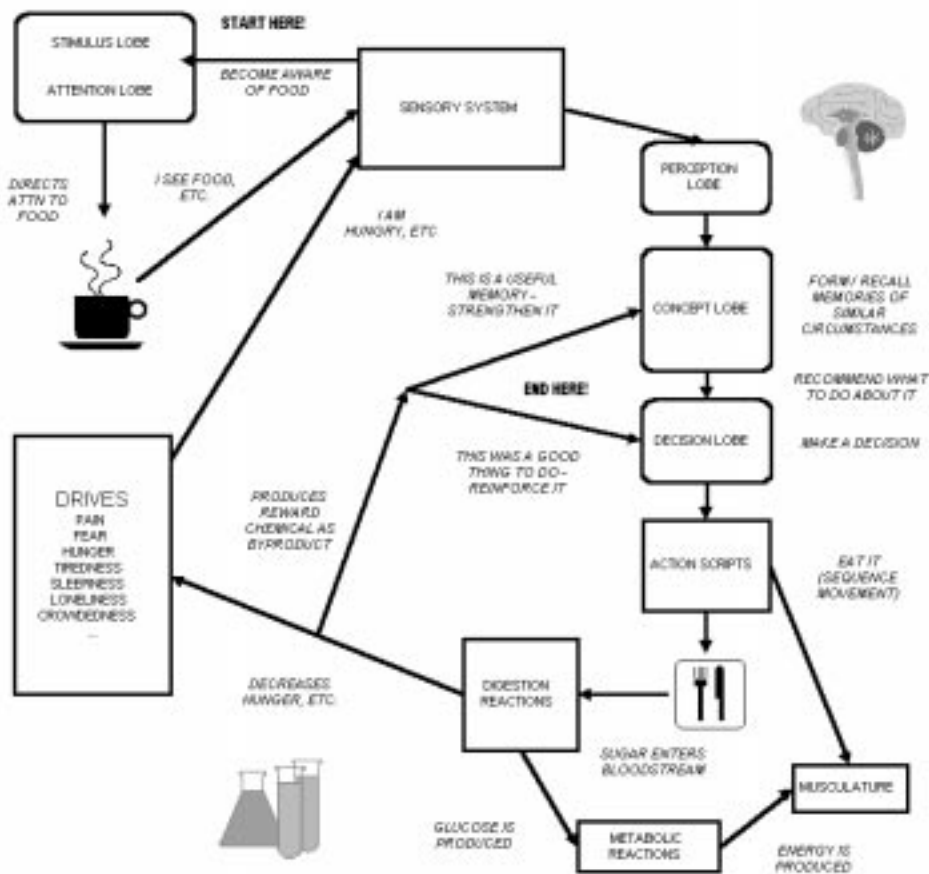 START HERE!
STIMULUS LOBE
ATTENTION LOBE
BECOME AWARE
OF FOOD
SENSORY SYSTEM
DIRECTS
ATTN TO
FOOD
I SEE FOOD,
ETC.
I AM
HUNGRY, ETC
PERCEPTION
LOBE
THIS IS A USEFUL
MEMORY -
STRENGTHEN IT
CONCEPT LOBE
FORM / RECALL
MEMORIES OF
SIMILAR
CIRCUMSTANCES
END HERE!
RECOMMEND WHAT
TO DO ABOUT IT
DECISION LOBE
MAKE A DECISION
THIS WAS A GOOD
THING TO DO -
REINFORCE IT
DRIVES
PAIN
FEAR
HUNGER
TIREDNESS
SLEEPINESS
LONELINESS
CROWDEDNESS
...
PRODUCES
REWARD
CHEMICAL AS
BYPRODUCT
ACTION SCRIPTS
EAT IT
(SEQUENCE
MOVEMENT)
DECREASES
HUNGER, ETC.
DIGESTION
REACTIONS
SUGAR ENTERS
BLOODSTREAM
MUSCULATURE
GLUCOSE IS
PRODUCED
METABOLIC
REACTIONS
ENERGY IS
PRODUCED